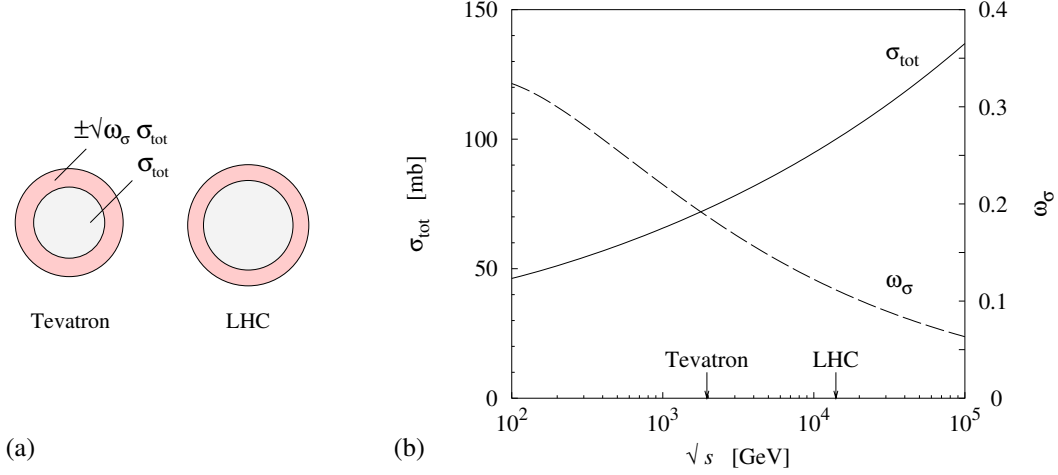 ±√ω_σ σ_tot
σ_tot
Tevatron
LHC
(a)
150
100
50
0
σ_tot [mb]
σ_tot
ω_σ
Tevatron
LHC
0.4
0.3
0.2
0.1
0
ω_σ
10^2
10^3
10^4
10^5
√ s [GeV]
(b)